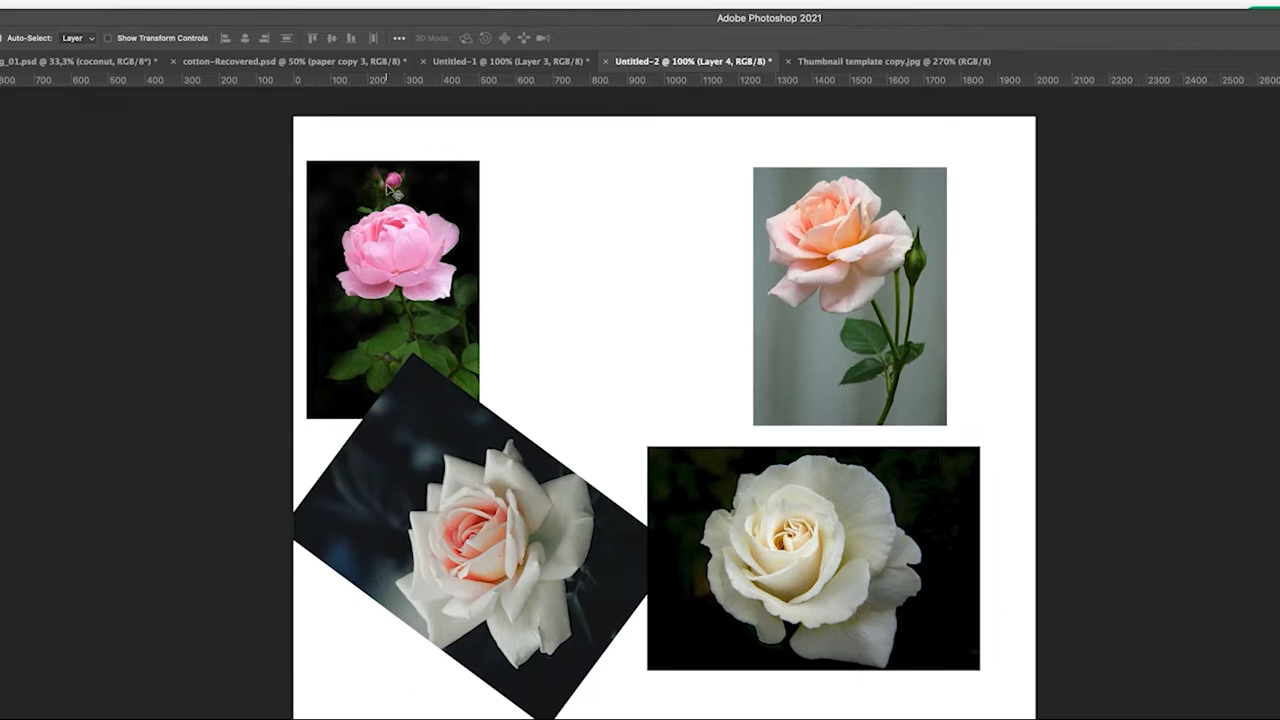 Adobe Photoshop 2021
Auto-Select: Layer Show Transform Controls 3D Mode:
g_01.psd @ 33,3% (coconut, RGB/8*) * × cotton-Recovered.psd @ 50% (paper copy 3, RGB/8) * × Untitled-1 @ 100% (Layer 3, RGB/8) * × Untitled-2 @ 100% (Layer 4, RGB/8) * × Thumbnail template copy.jpg @ 270% (RGB/8)
800 700 600 500 400 300 200 100 0 100 200 300 400 500 600 700 800 900 1000 1100 1200 1300 1400 1500 1600 1700 1800 1900 2000 2100 2200 2300 2400 2500 2600